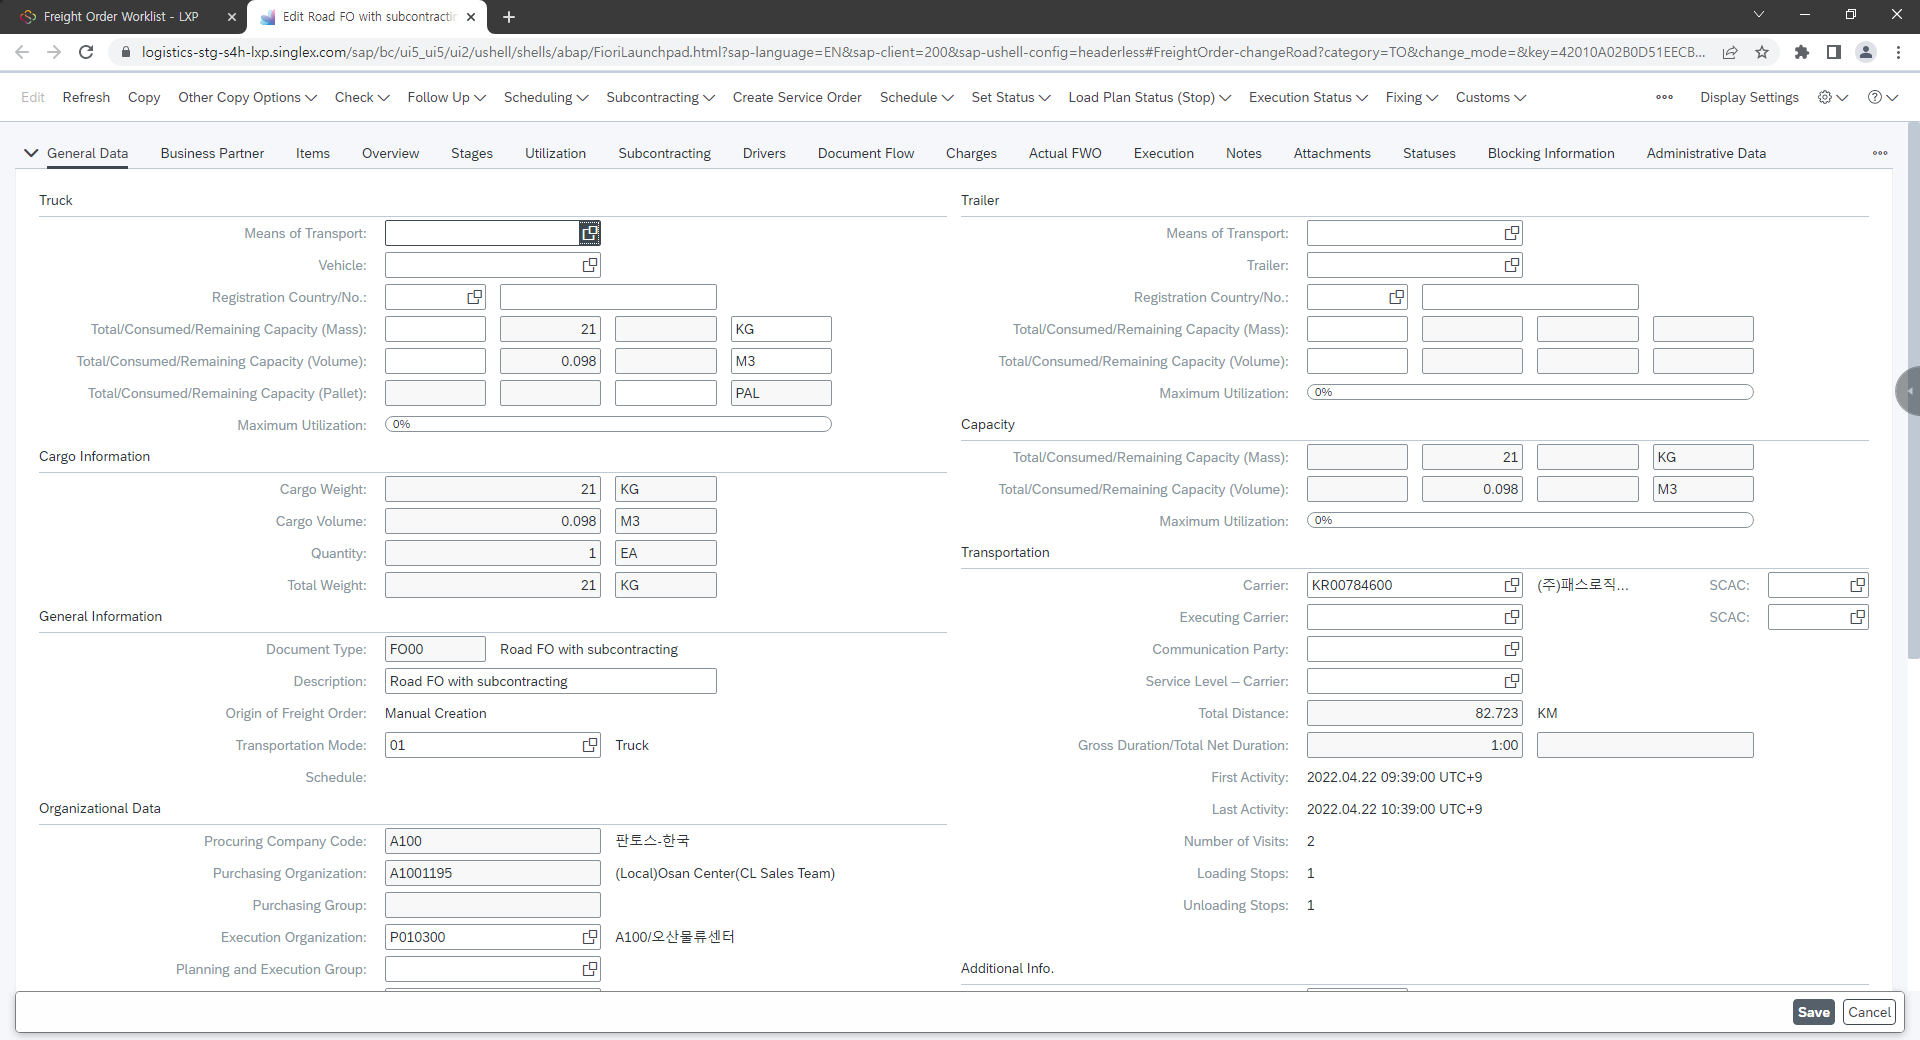 Freight Order Worklist - LXP
Edit Road FO with subcontractin
logistics-stg-s4h-lxp.singlex.com/sap/bc/ui5_ui5/ui2/ushell/shells/abap/FioriLaunchpad.html?sap-language=EN&sap-client=200&sap-ushell-config=headerless#FreightOrder-changeRoad?category=TO&change_mode=&key=42010A02B0D51EECB...
Edit Refresh Copy Other Copy Options Check Follow Up Scheduling Subcontracting Create Service Order Schedule Set Status Load Plan Status (Stop) Execution Status Fixing Customs Display Settings
General Data Business Partner Items Overview Stages Utilization Subcontracting Drivers Document Flow Charges Actual FWO Execution Notes Attachments Statuses Blocking Information Administrative Data
Truck
Means of Transport:
Vehicle:
Registration Country/No.:
Total/Consumed/Remaining Capacity (Mass): 21 KG
Total/Consumed/Remaining Capacity (Volume): 0.098 M3
Total/Consumed/Remaining Capacity (Pallet): PAL
Maximum Utilization: 0%
Cargo Information
Cargo Weight: 21 KG
Cargo Volume: 0.098 M3
Quantity: 1 EA
Total Weight: 21 KG
General Information
Document Type: FO00 Road FO with subcontracting
Description: Road FO with subcontracting
Origin of Freight Order: Manual Creation
Transportation Mode: 01 Truck
Schedule:
Organizational Data
Procuring Company Code: A100 판토스-한국
Purchasing Organization: A1001195 (Local)Osan Center(CL Sales Team)
Purchasing Group:
Execution Organization: P010300 A100/오산물류센터
Planning and Execution Group:
Trailer
Means of Transport:
Trailer:
Registration Country/No.:
Total/Consumed/Remaining Capacity (Mass):
Total/Consumed/Remaining Capacity (Volume):
Maximum Utilization: 0%
Capacity
Total/Consumed/Remaining Capacity (Mass): 21 KG
Total/Consumed/Remaining Capacity (Volume): 0.098 M3
Maximum Utilization: 0%
Transportation
Carrier: KR00784600 (주)패스로직... SCAC:
Executing Carrier: SCAC:
Communication Party:
Service Level – Carrier:
Total Distance: 82.723 KM
Gross Duration/Total Net Duration: 1:00
First Activity: 2022.04.22 09:39:00 UTC+9
Last Activity: 2022.04.22 10:39:00 UTC+9
Number of Visits: 2
Loading Stops: 1
Unloading Stops: 1
Additional Info.
Save Cancel